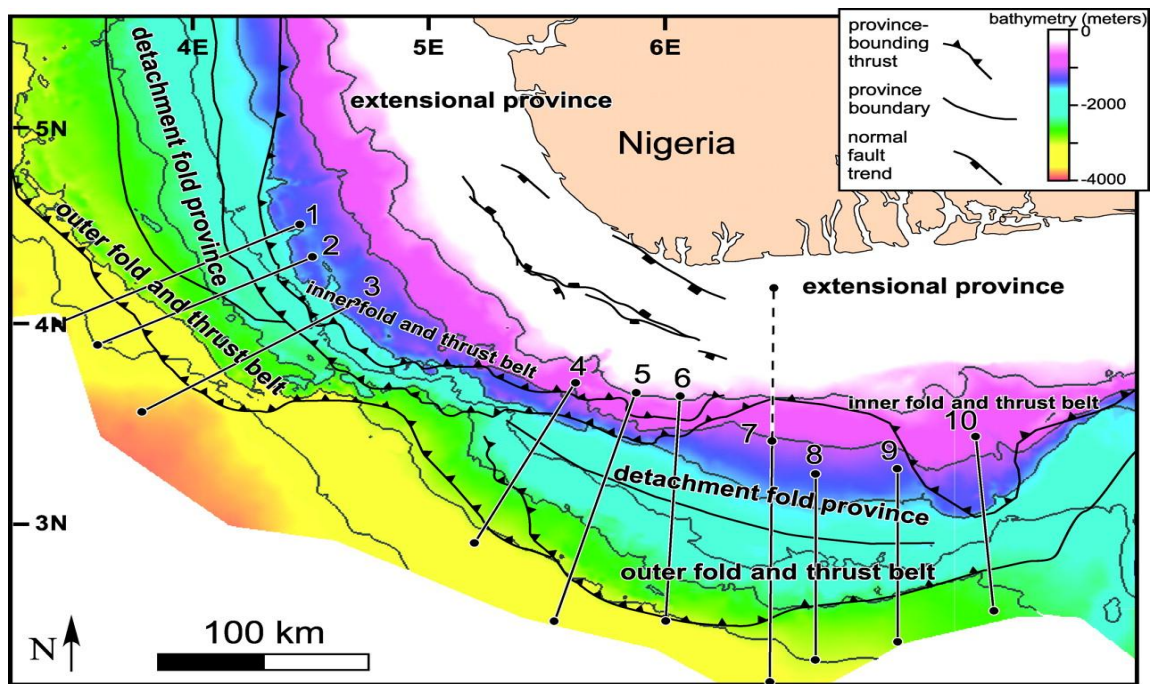 4E
5E
6E
5N
4N
3N
detachment fold province
extensional province
Nigeria
outer fold and thrust belt
inner fold and thrust belt
extensional province
inner fold and thrust belt
detachment fold province
outer fold and thrust belt
1
2
3
4
5
6
7
8
9
10
N
100 km
province-
bounding
thrust
province
boundary
normal
fault
trend
bathymetry (meters)
0
-2000
-4000